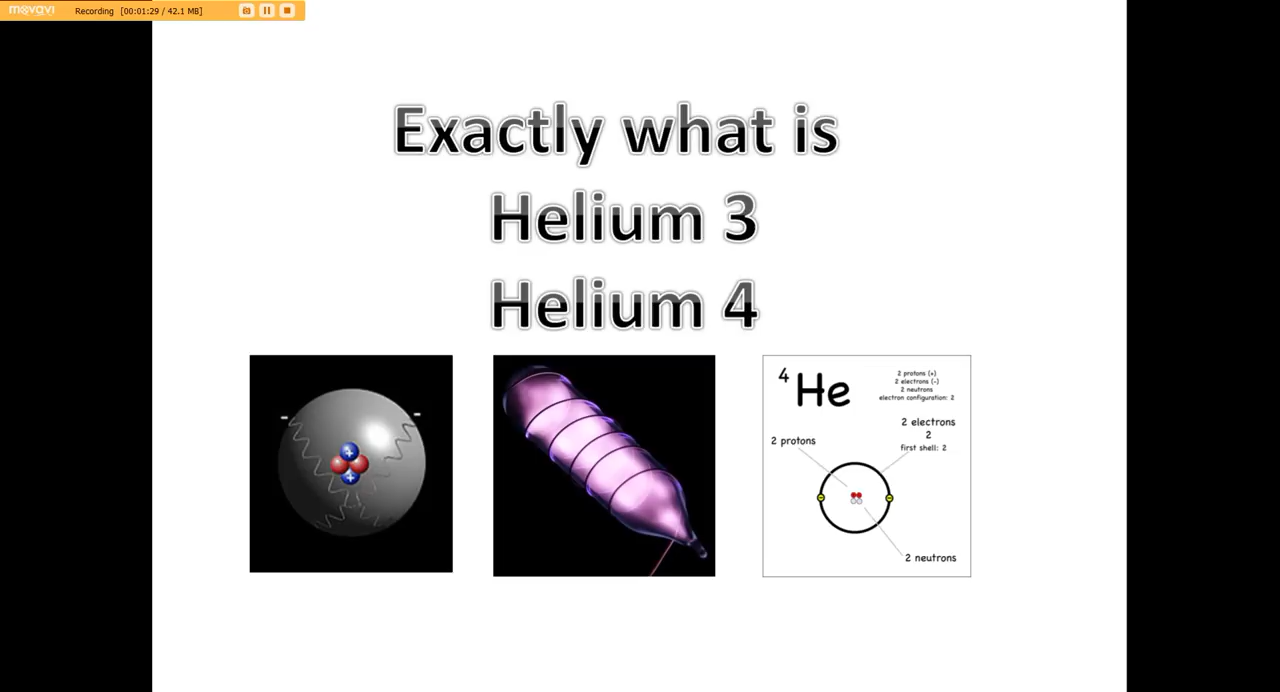 movavi Recording [00:01:29 / 42.1 MB]
Exactly what is
Helium 3
Helium 4
4
He
2 protons (+)
2 electrons (-)
2 neutrons
electron configuration: 2
2 electrons
2
first shell: 2
2 protons
2 neutrons
- -
+
+
- -